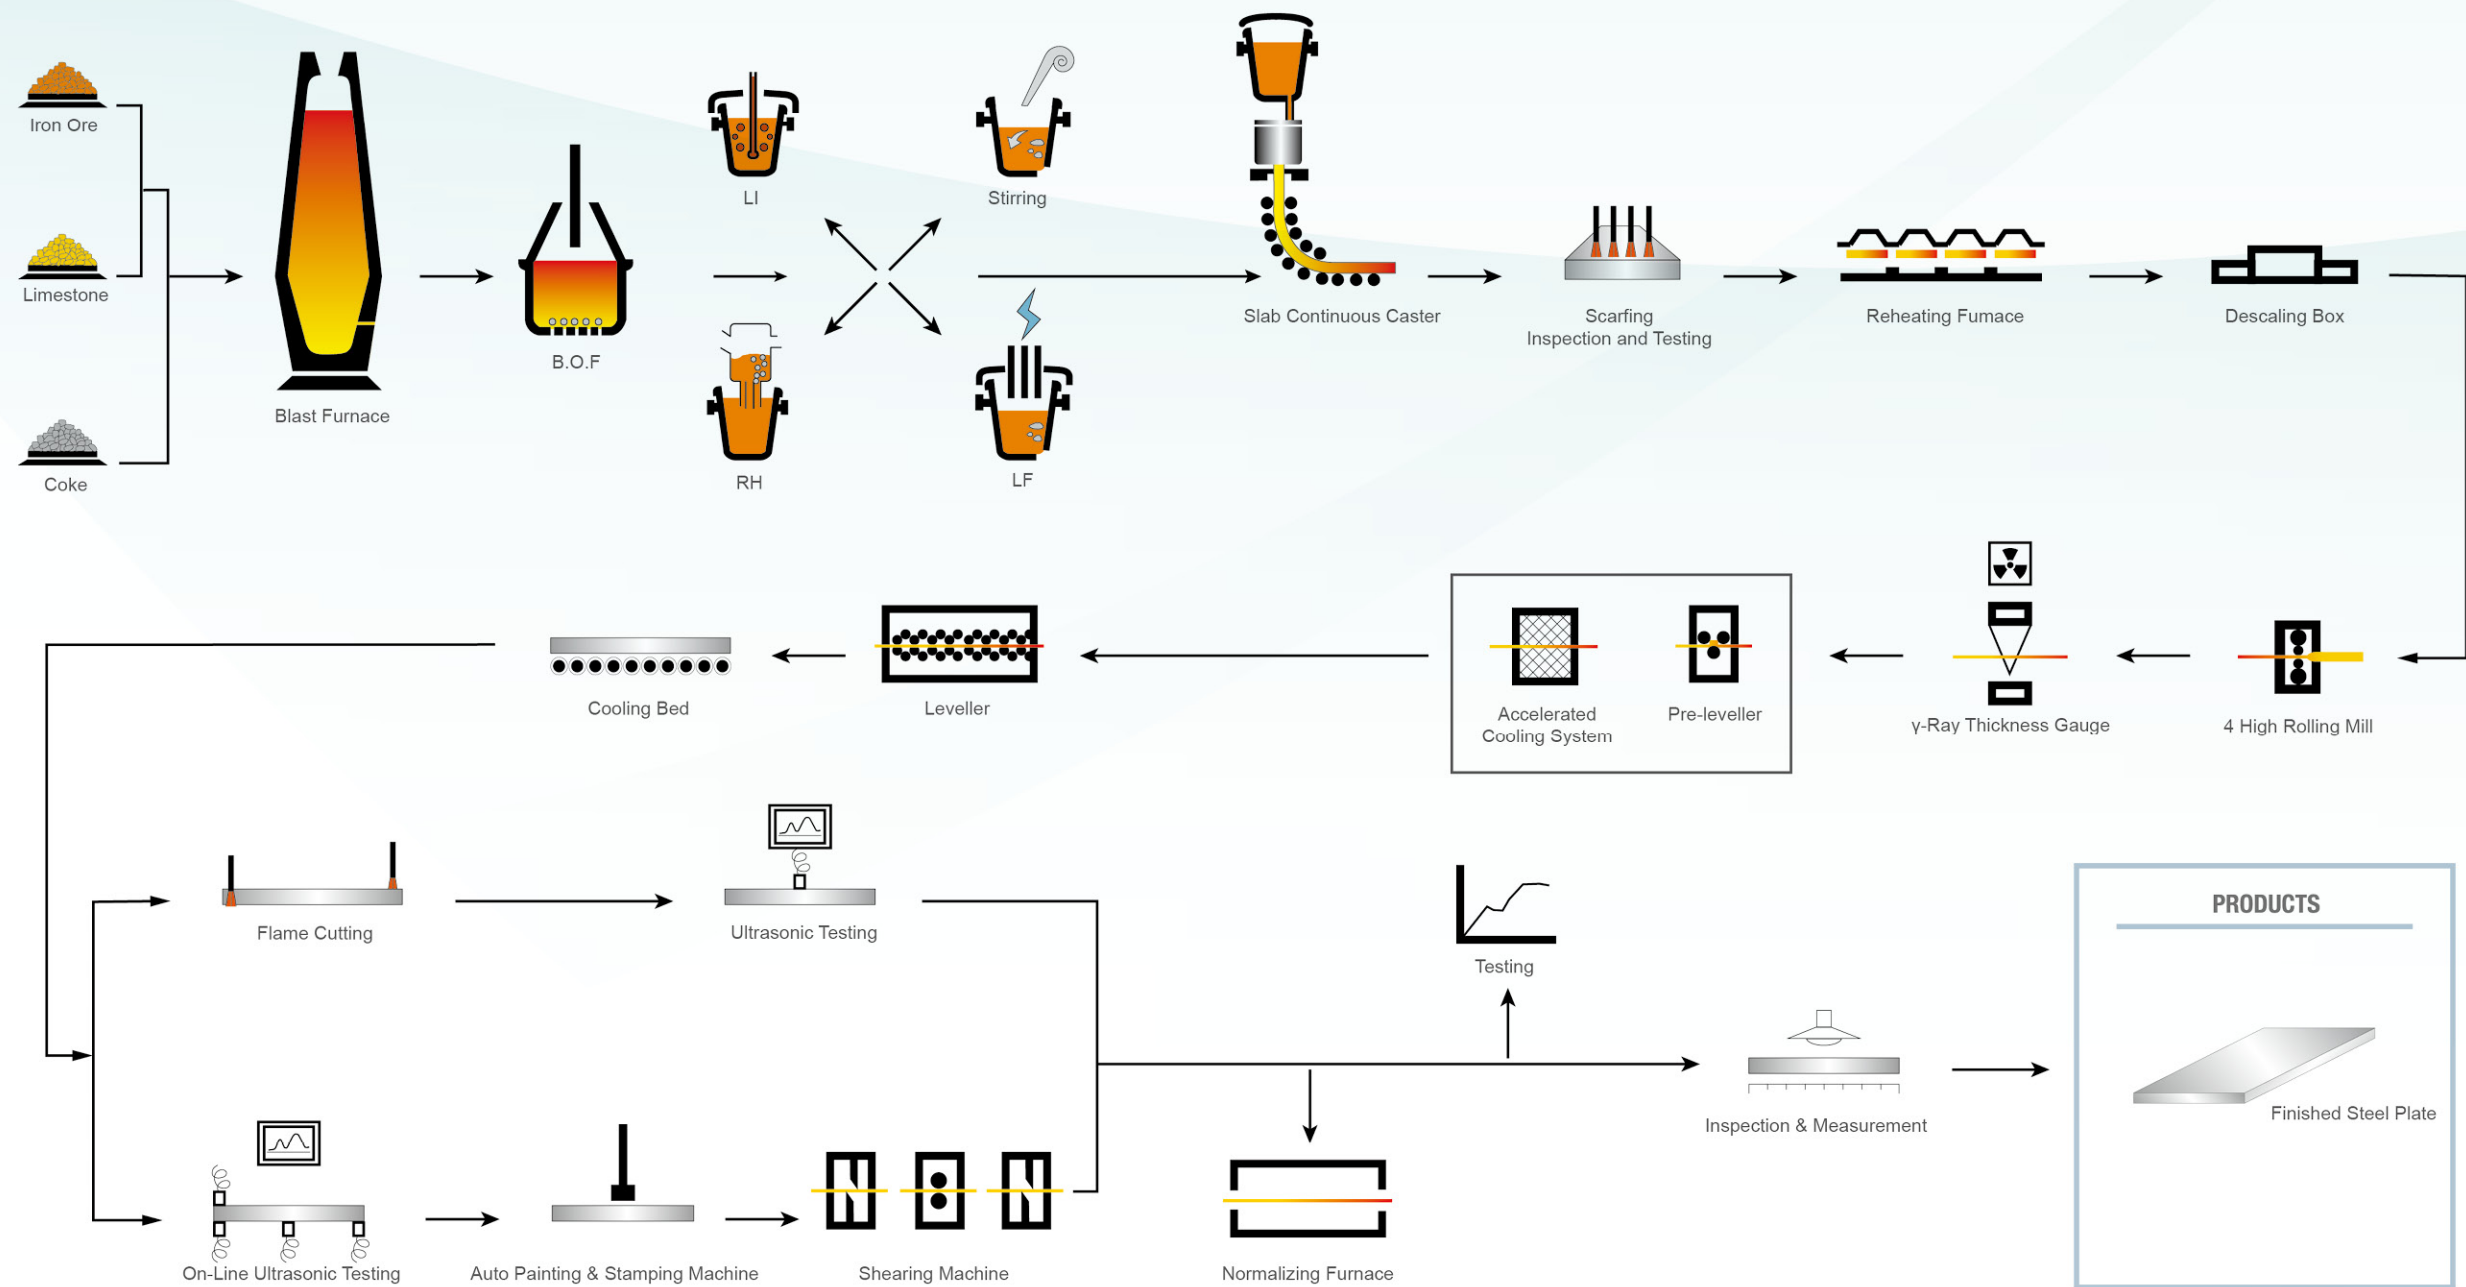 Iron Ore
Limestone
Coke
Blast Furnace
B.O.F
LI
Stirring
RH
LF
Slab Continuous Caster
Scarfing
Inspection and Testing
Reheating Fumace
Descaling Box
Cooling Bed
Leveller
Accelerated
Cooling System
Pre-leveller
γ-Ray Thickness Gauge
4 High Rolling Mill
Flame Cutting
Ultrasonic Testing
Testing
PRODUCTS
Finished Steel Plate
Inspection & Measurement
On-Line Ultrasonic Testing
Auto Painting & Stamping Machine
Shearing Machine
Normalizing Furnace